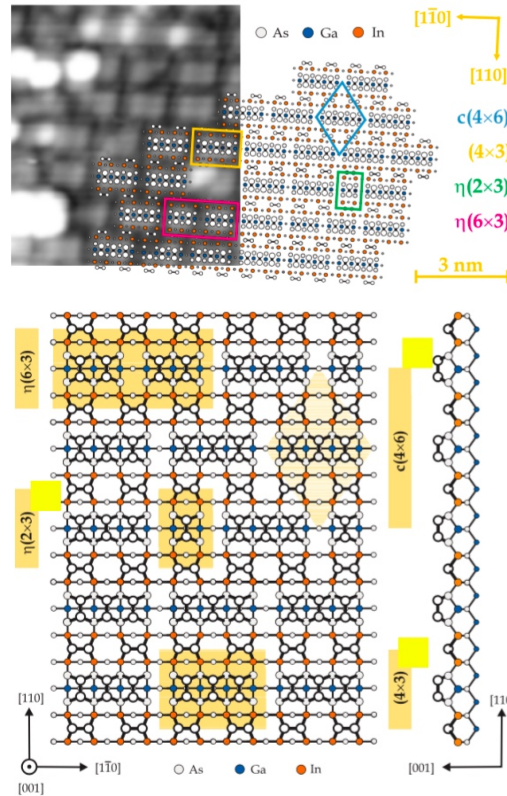 As Ga In
[11̅0]
[110]
c(4×6)
(4×3)
η(2×3)
η(6×3)
3 nm
η(6×3)
c(4×6)
η(2×3)
(4×3)
[110]
[11̅0]
[001]
As Ga In
[001]